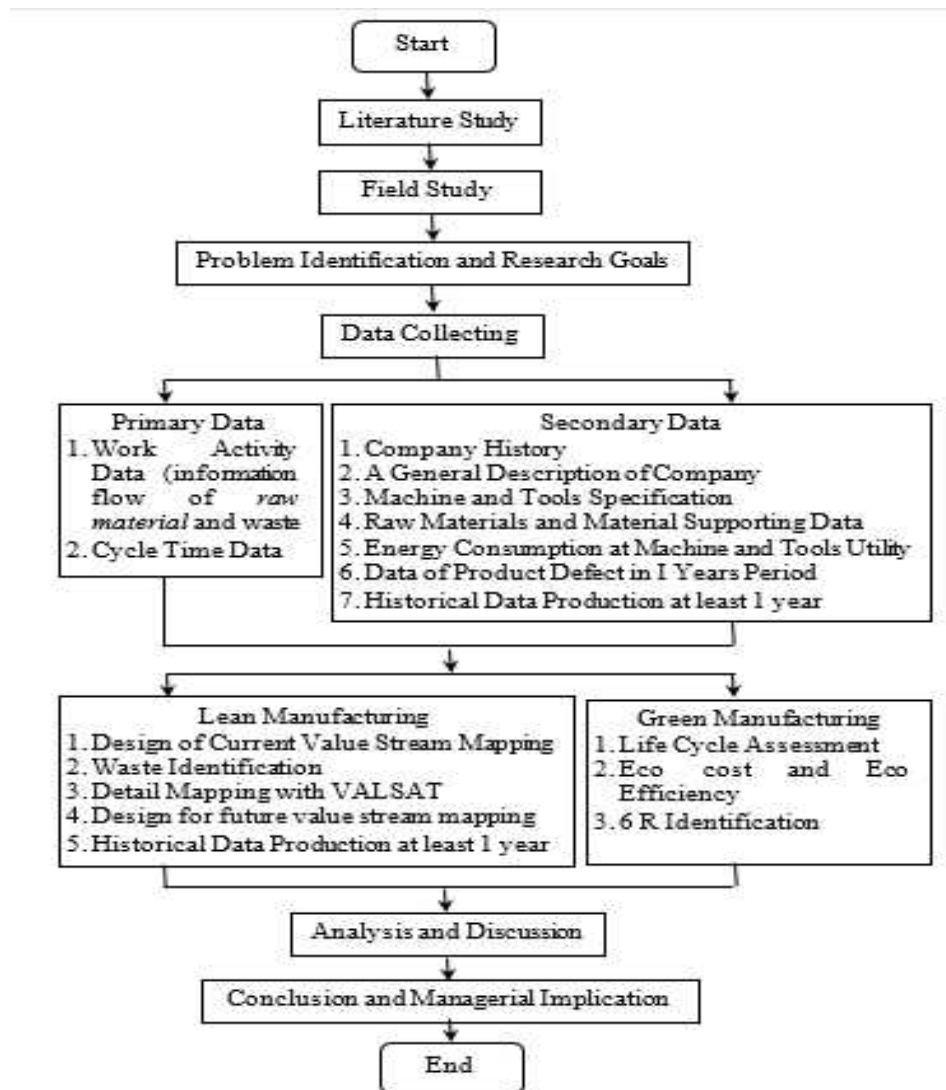 Start
Literature Study
Field Study
Problem Identification and Research Goals
Data Collecting
Primary Data
1. Work Activity
Data (information
flow of raw
material and waste
2. Cycle Time Data
Secondary Data
1. Company History
2. A General Description of Company
3. Machine and Tools Specification
4. Raw Materials and Material Supporting Data
5. Energy Consumption at Machine and Tools Utility
6. Data of Product Defect in I Years Period
7. Historical Data Production at least 1 year
Lean Manufacturing
1. Design of Current Value Stream Mapping
2. Waste Identification
3. Detail Mapping with VALSAT
4. Design for future value stream mapping
5. Historical Data Production at least 1 year
Green Manufacturing
1. Life Cycle Assessment
2. Eco cost and Eco
Efficiency
3. 6 R Identification
Analysis and Discussion
Conclusion and Managerial Implication
End